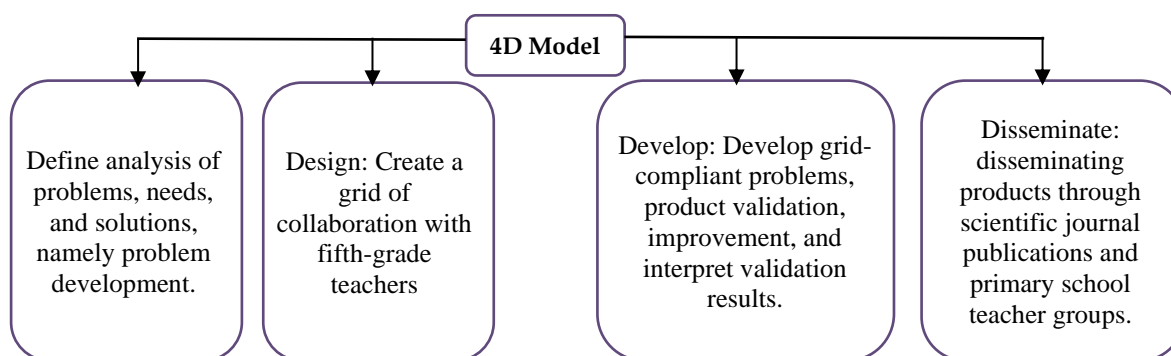 4D Model
Define analysis of
problems, needs,
and solutions,
namely problem
development.
Design: Create a
grid of
collaboration with
fifth-grade
teachers
Develop: Develop grid-
compliant problems,
product validation,
improvement, and
interpret validation
results.
Disseminate:
disseminating
products through
scientific journal
publications and
primary school
teacher groups.